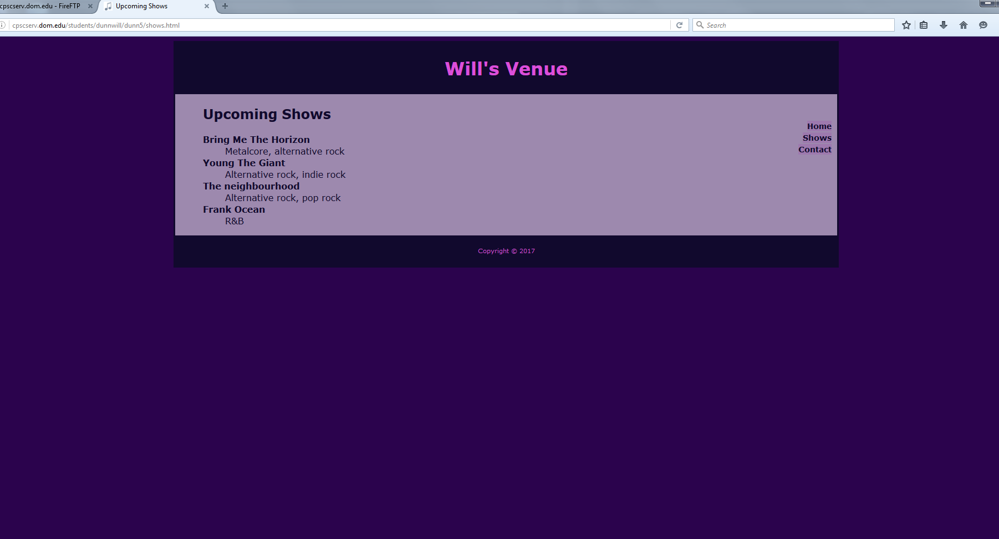 cpscserv.dom.edu - FireFTP
Upcoming Shows
cpscserv.dom.edu/students/dunnwill/dunn5/shows.html
Search
Will's Venue
Upcoming Shows
Home
Shows
Contact
Bring Me The Horizon
Metalcore, alternative rock
Young The Giant
Alternative rock, indie rock
The neighbourhood
Alternative rock, pop rock
Frank Ocean
R&B
Copyright © 2017